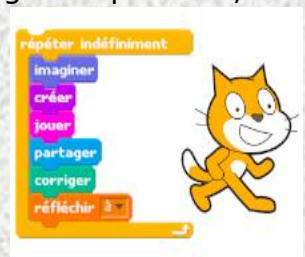 répéter indéfiniment
imaginer
créer
jouer
partager
corriger
réfléchir à